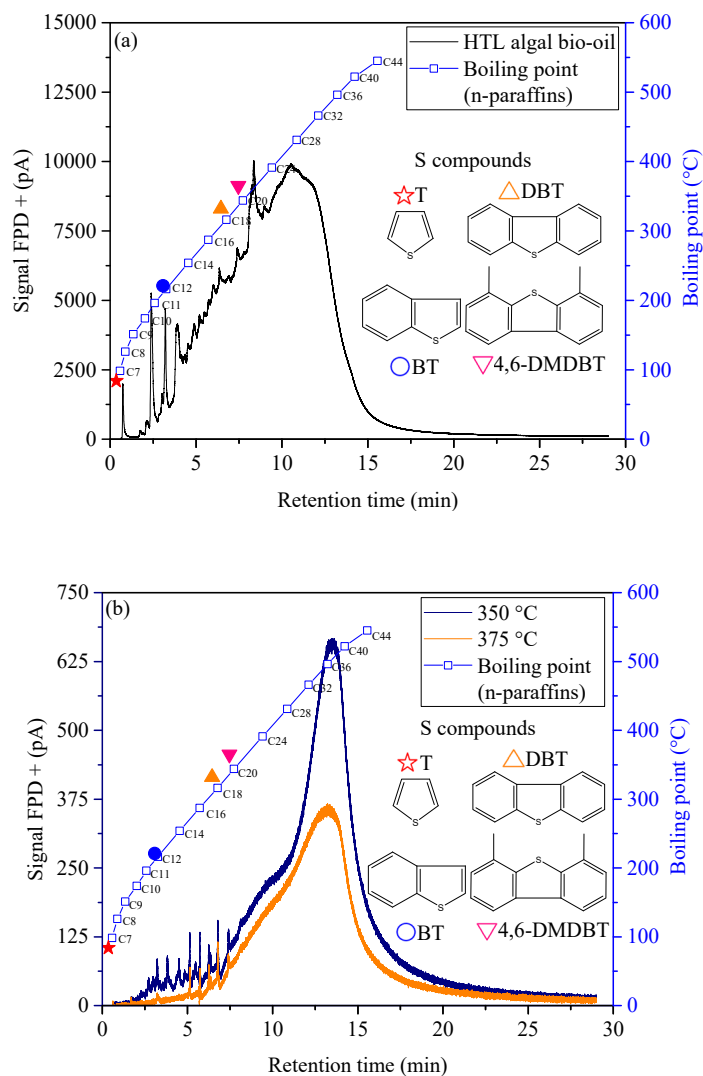 (a)
HTL algal bio-oil
Boiling point
(n-paraffins)
15000
12500
10000
7500
5000
2500
0
Signal FPD + (pA)
600
500
400
300
200
100
0
Boiling point (°C)
C7
C8
C9
C10
C11
C12
C14
C16
C18
C20
C24
C28
C32
C36
C40
C44
S compounds
T
DBT
S
S
S
S
BT
4,6-DMDBT
0 5 10 15 20 25 30
Retention time (min)
(b)
350 °C
375 °C
Boiling point
(n-paraffins)
750
625
500
375
250
125
0
Signal FPD + (pA)
600
500
400
300
200
100
0
Boiling point (°C)
C7
C8
C9
C10
C11
C12
C14
C16
C18
C20
C24
C28
C32
C36
C40
C44
S compounds
T
DBT
S
S
S
S
BT
4,6-DMDBT
0 5 10 15 20 25 30
Retention time (min)